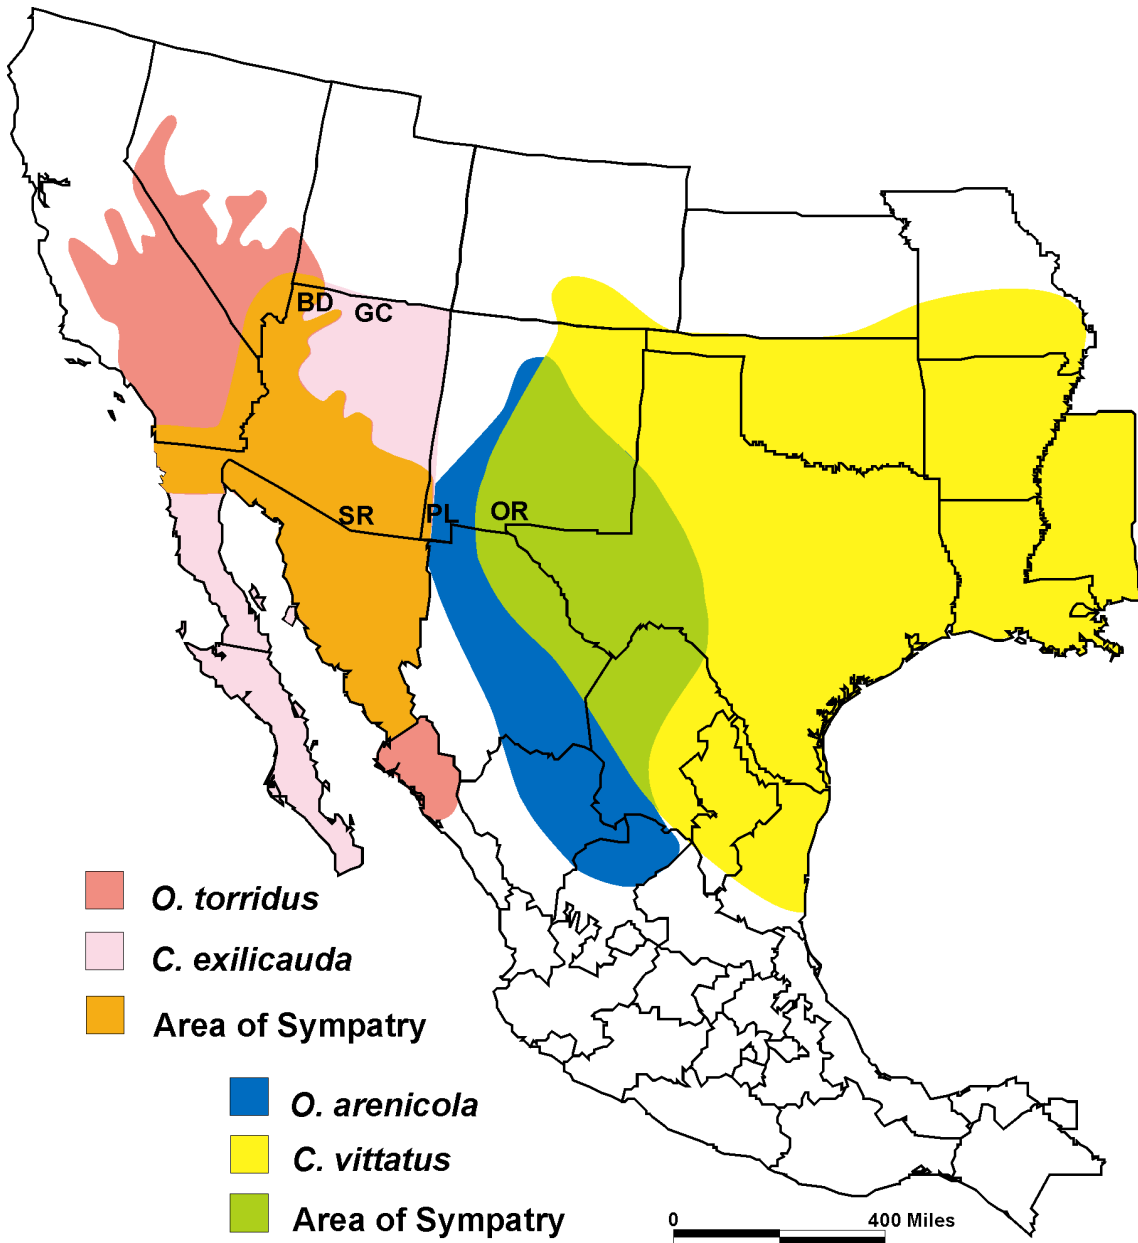 BD
GC
SR
PL
OR
O. torridus
C. exilicauda
Area of Sympatry
O. arenicola
C. vittatus
Area of Sympatry
0 400 Miles